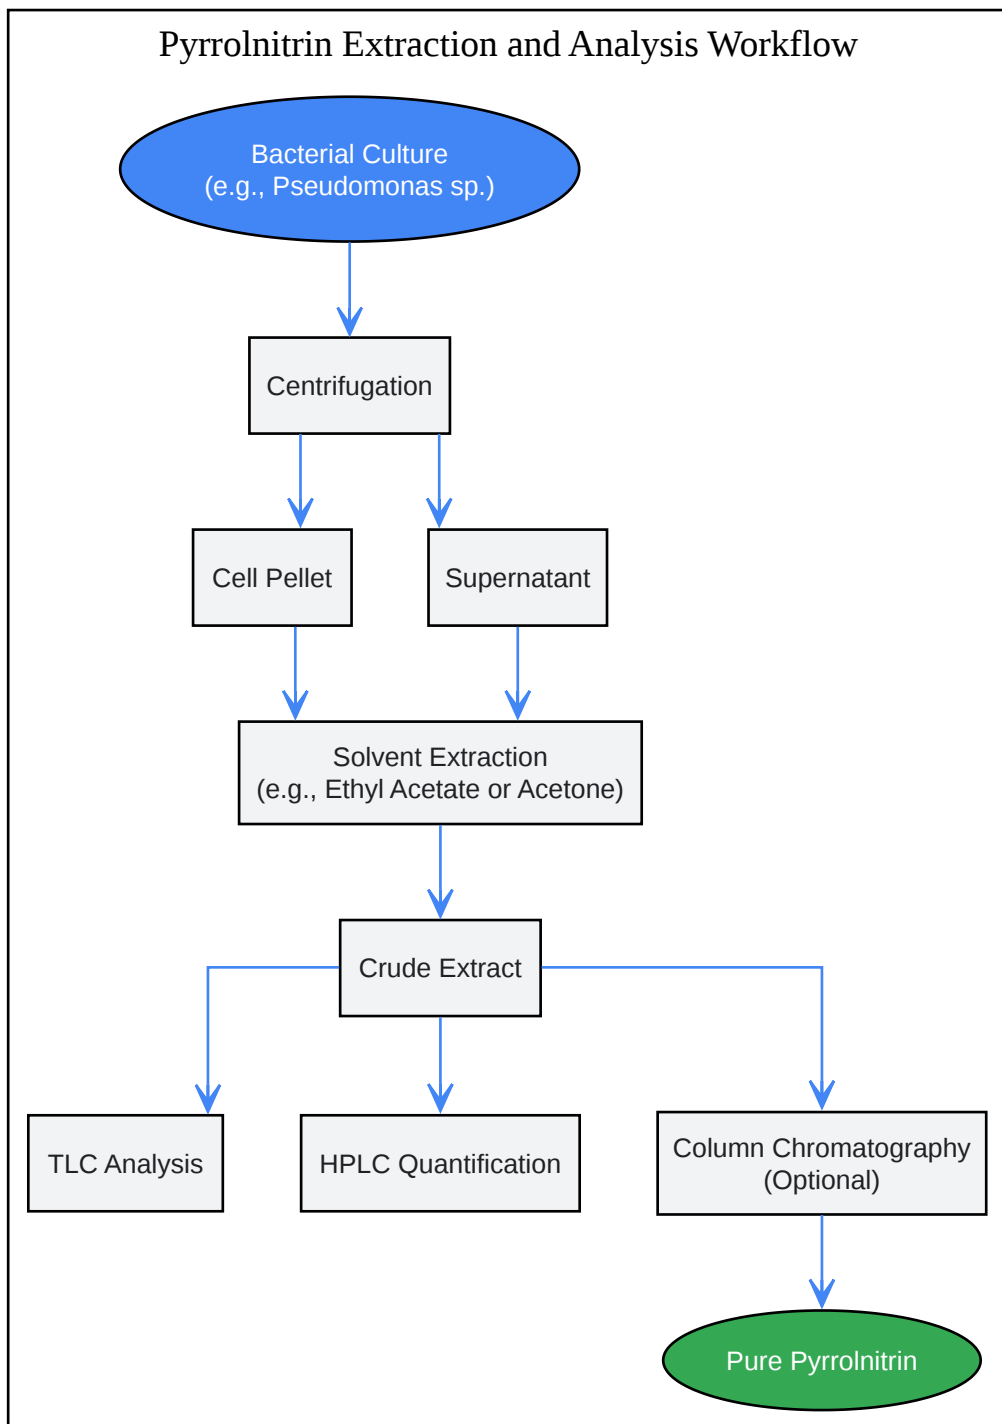 Pyrrolnitrin Extraction and Analysis Workflow
Bacterial Culture
(e.g., Pseudomonas sp.)
Centrifugation
Cell Pellet
Supernatant
Solvent Extraction
(e.g., Ethyl Acetate or Acetone)
Crude Extract
TLC Analysis
HPLC Quantification
Column Chromatography
(Optional)
Pure Pyrrolnitrin